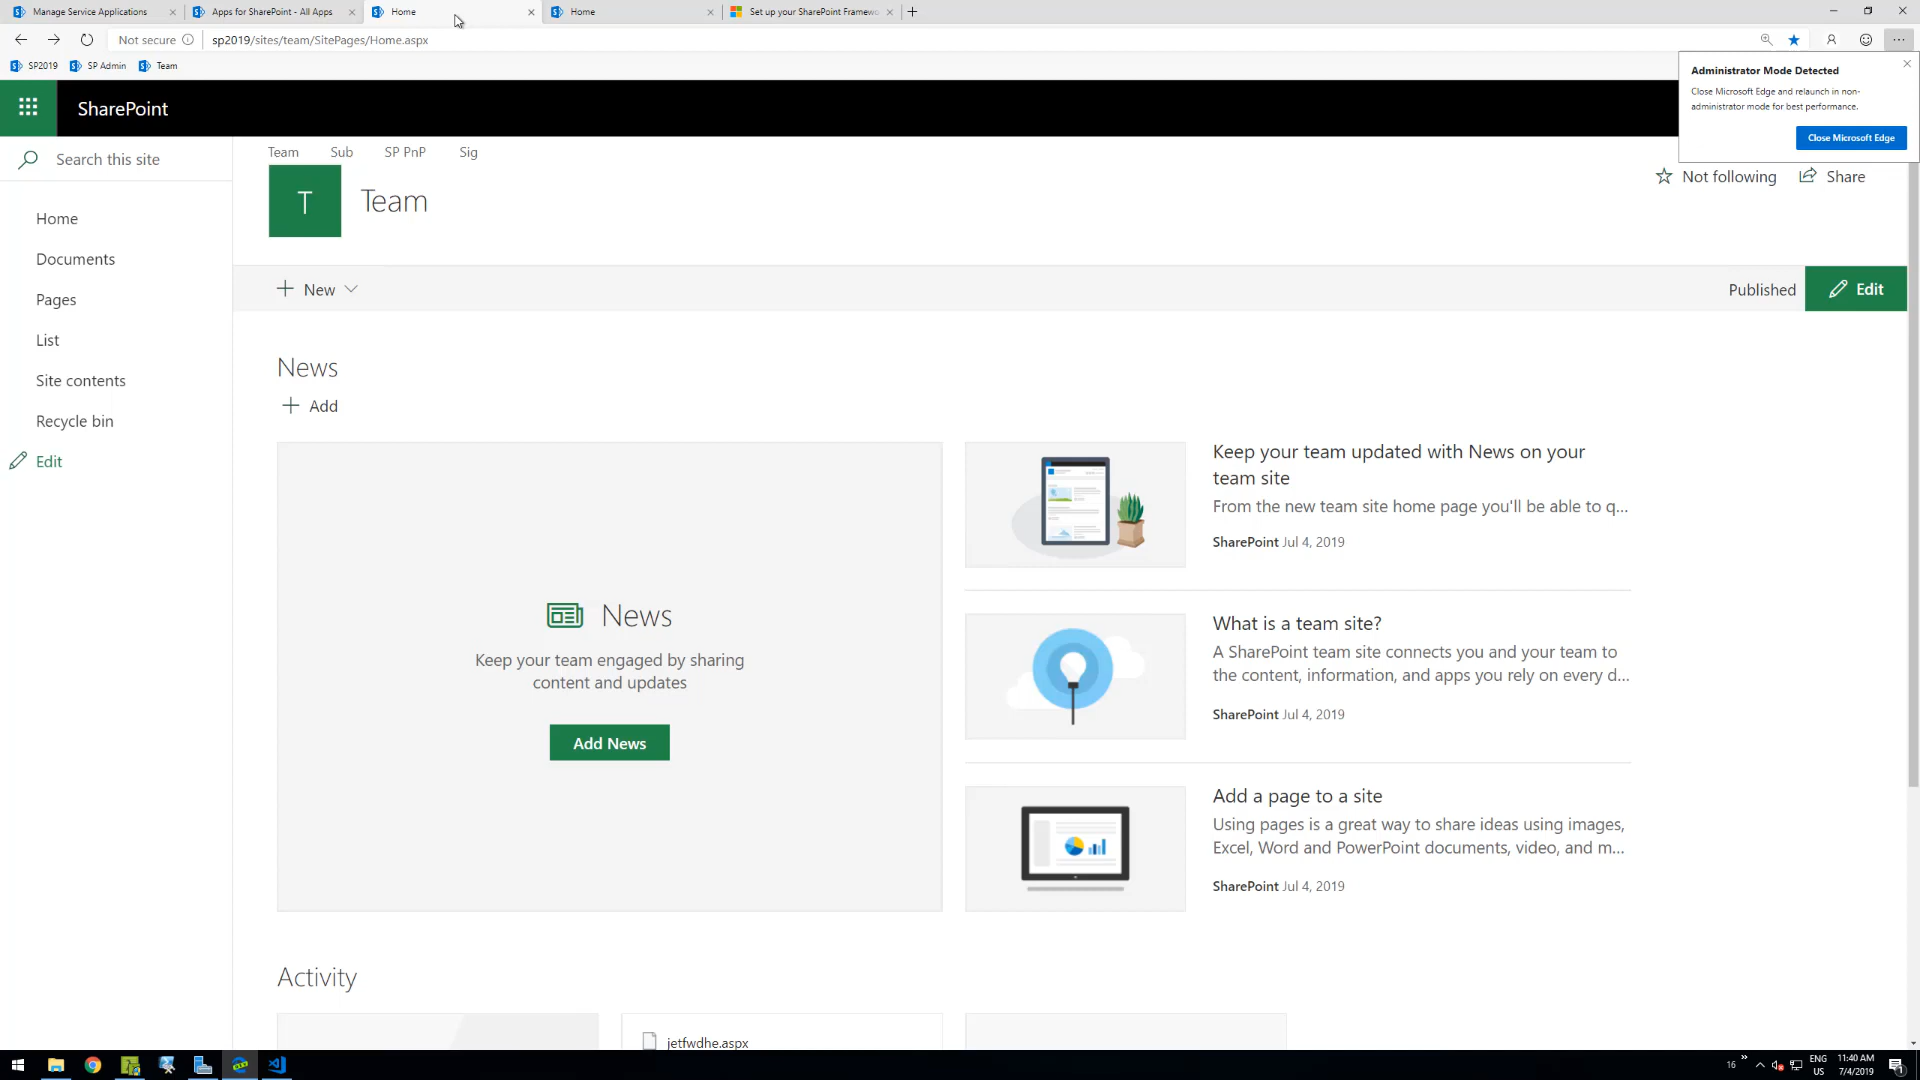 Manage Service Applications
Apps for SharePoint - All Apps
Home
Home
Set up your SharePoint Framewo
Not secure
sp2019/sites/team/SitePages/Home.aspx
SP2019
SP Admin
Team
Administrator Mode Detected
Close Microsoft Edge and relaunch in non-
administrator mode for best performance.
Close Microsoft Edge
SharePoint
Search this site
Team
Sub
SP PnP
Sig
T
Team
Not following
Share
Home
Documents
Pages
List
Site contents
Recycle bin
Edit
New
Published
Edit
News
Add
News
Keep your team engaged by sharing
content and updates
Add News
Keep your team updated with News on your
team site
From the new team site home page you'll be able to q...
SharePoint Jul 4, 2019
What is a team site?
A SharePoint team site connects you and your team to
the content, information, and apps you rely on every d...
SharePoint Jul 4, 2019
Add a page to a site
Using pages is a great way to share ideas using images,
Excel, Word and PowerPoint documents, video, and m...
SharePoint Jul 4, 2019
Activity
jetfwdhe.aspx
16
ENG
US
11:40 AM
7/4/2019